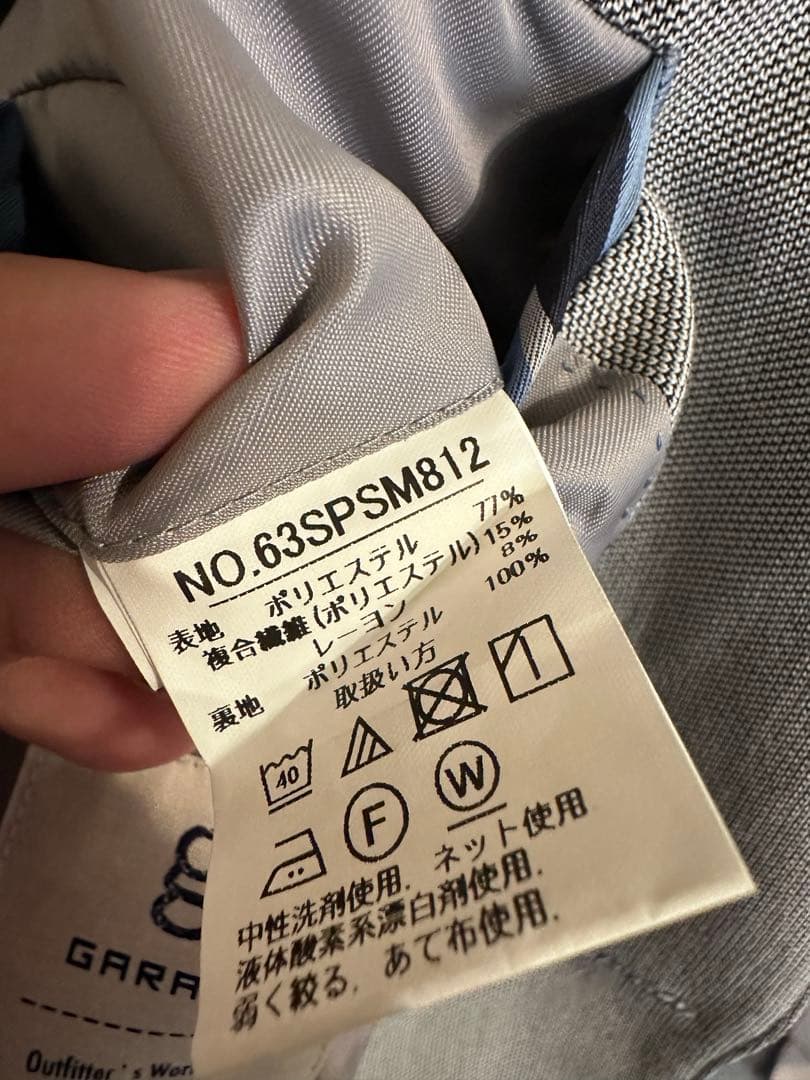 NO.63SPSM812
表地 ポリエステル 77%
複合繊維(ポリエステル) 15%
レーヨン 8%
裏地 ポリエステル 100%
取扱い方
40
F W
中性洗剤使用. ネット使用
液体酸素系漂白剤使用.
弱く絞る. あて布使用.
Outfitter's